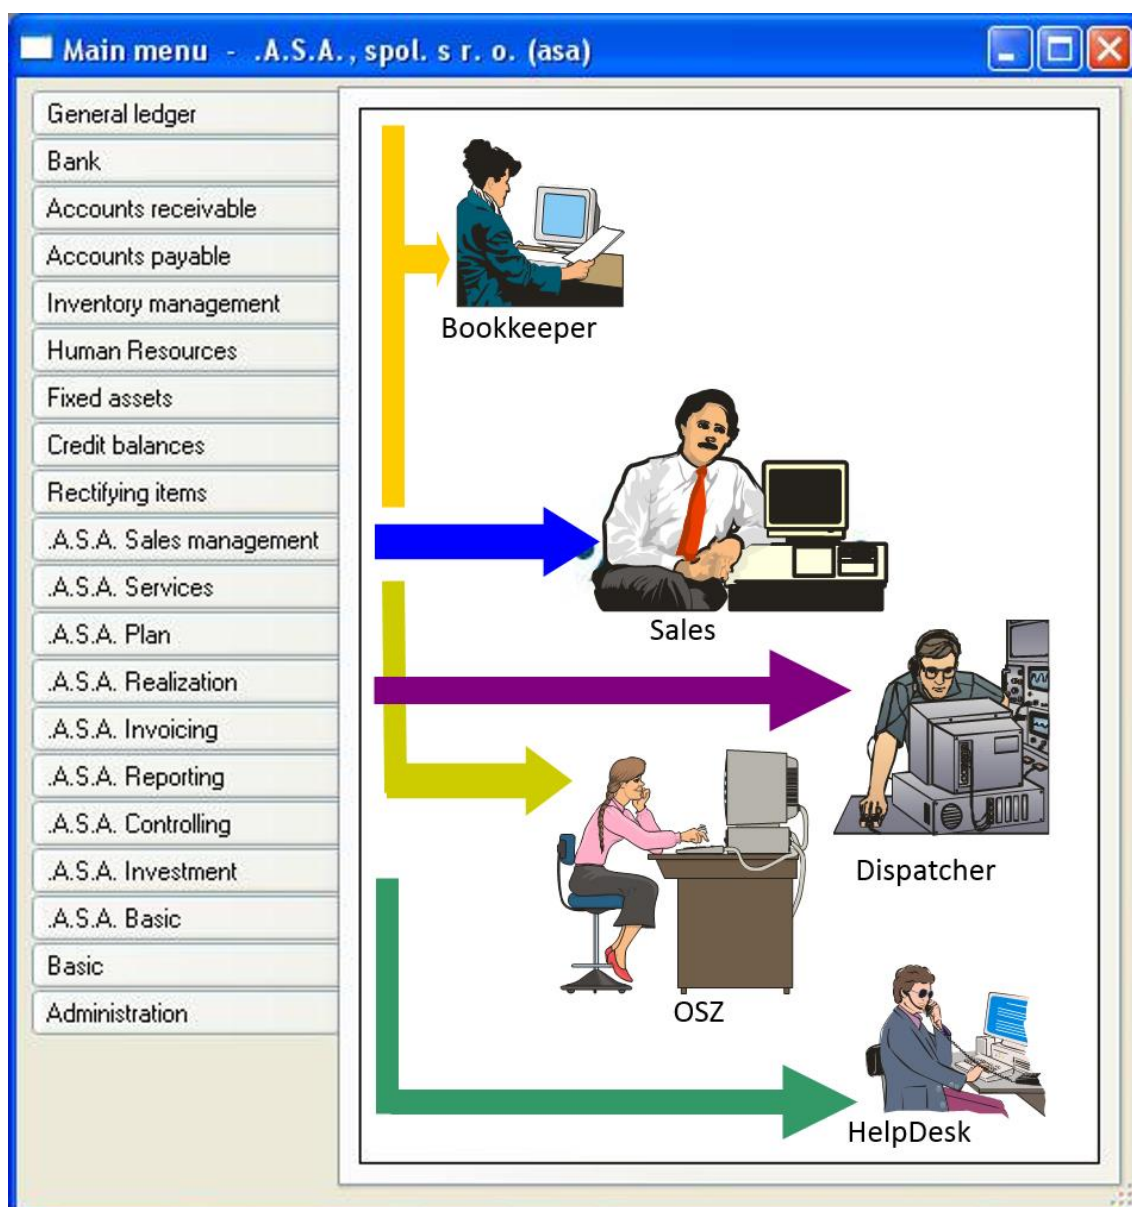 Main menu - .A.S.A., spol. s r. o. (asa)
General ledger
Bank
Accounts receivable
Accounts payable
Inventory management
Human Resources
Fixed assets
Credit balances
Rectifying items
.A.S.A. Sales management
.A.S.A. Services
.A.S.A. Plan
.A.S.A. Realization
.A.S.A. Invoicing
.A.S.A. Reporting
.A.S.A. Controlling
.A.S.A. Investment
.A.S.A. Basic
Basic
Administration
Bookkeeper
Sales
Dispatcher
OSZ
HelpDesk